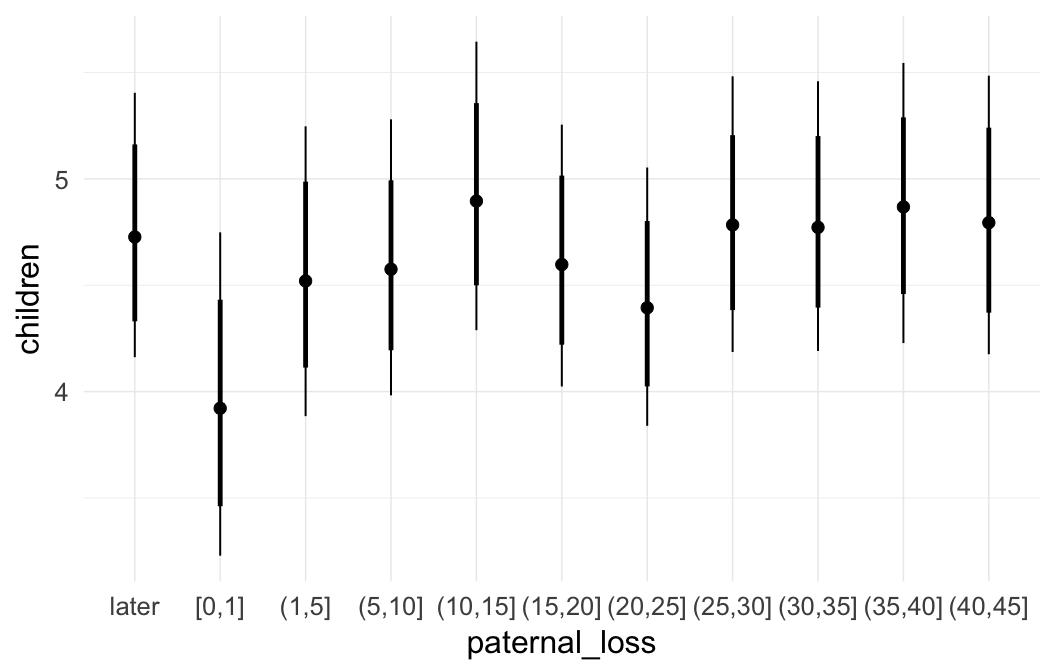 children
5
4
later [0,1] (1,5] (5,10] (10,15] (15,20] (20,25] (25,30] (30,35] (35,40] (40,45]
paternal_loss